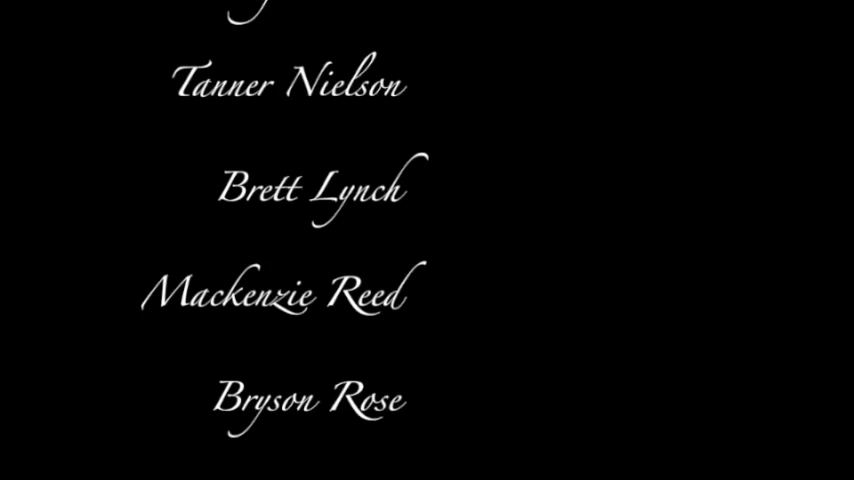 Tanner Nielson
Brett Lynch
Mackenzie Reed
Bryson Rose